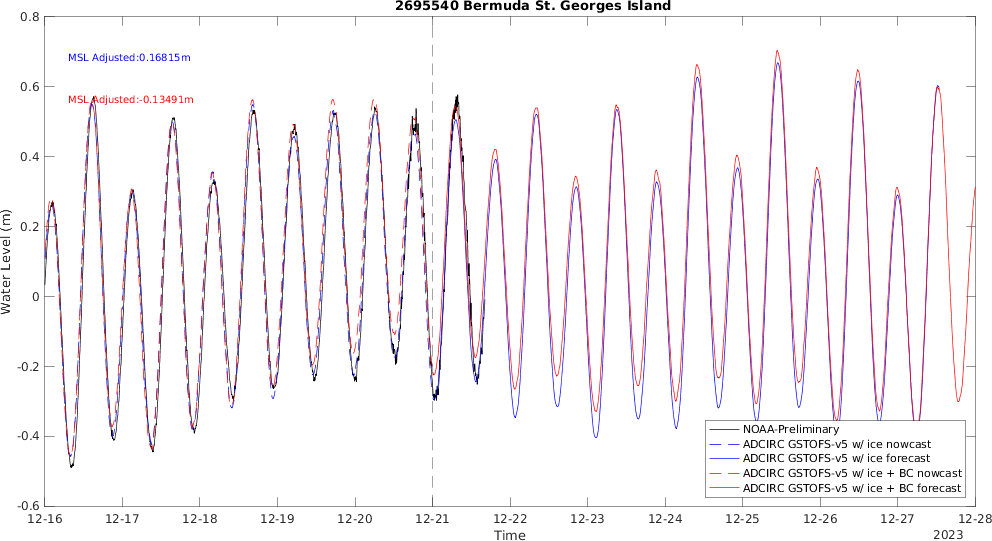 2695540 Bermuda St. Georges Island
0.8
MSL Adjusted:0.16815m
0.6
MSL Adjusted:-0.13491m
0.4
0.2
0
-0.2
-0.4
-0.6
Water Level (m)
NOAA-Preliminary
ADCIRC GSTOFS-v5 w/ ice nowcast
ADCIRC GSTOFS-v5 w/ ice forecast
ADCIRC GSTOFS-v5 w/ ice + BC nowcast
ADCIRC GSTOFS-v5 w/ ice + BC forecast
12-16 12-17 12-18 12-19 12-20 12-21 12-22 12-23 12-24 12-25 12-26 12-27 12-28
Time
2023